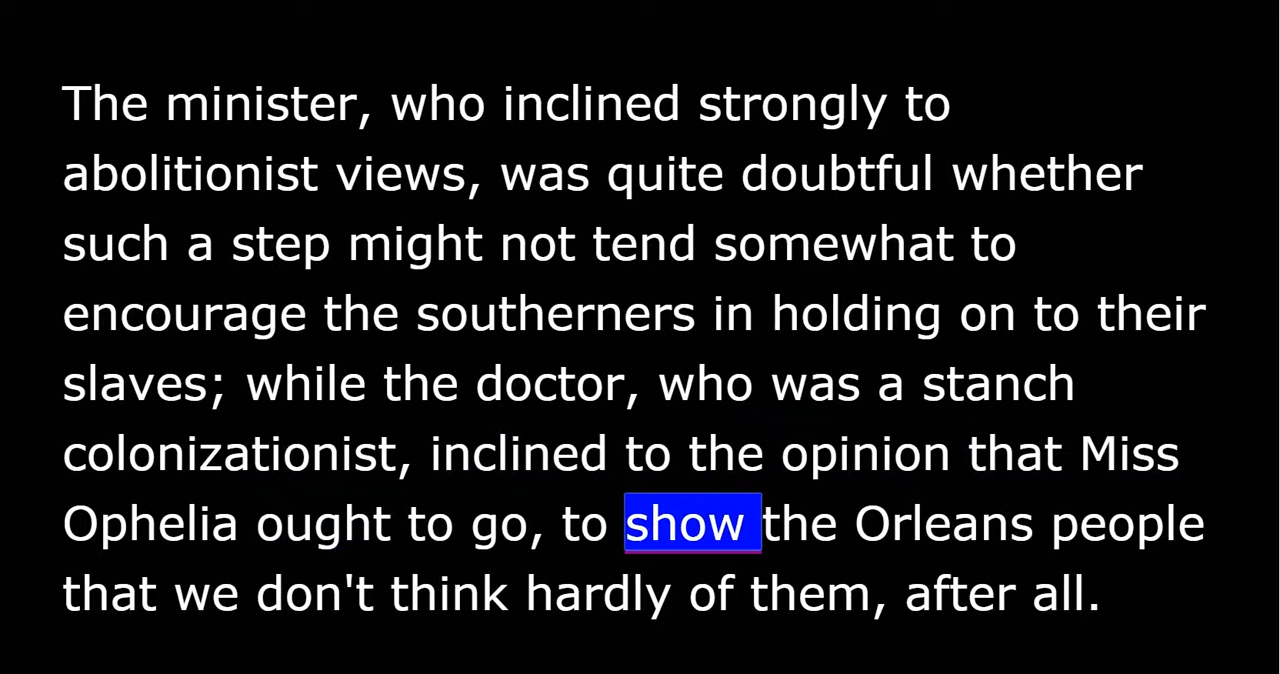 The minister, who inclined strongly to
abolitionist views, was quite doubtful whether
such a step might not tend somewhat to
encourage the southerners in holding on to their
slaves; while the doctor, who was a stanch
colonizationist, inclined to the opinion that Miss
Ophelia ought to go, to show the Orleans people
that we don't think hardly of them, after all.